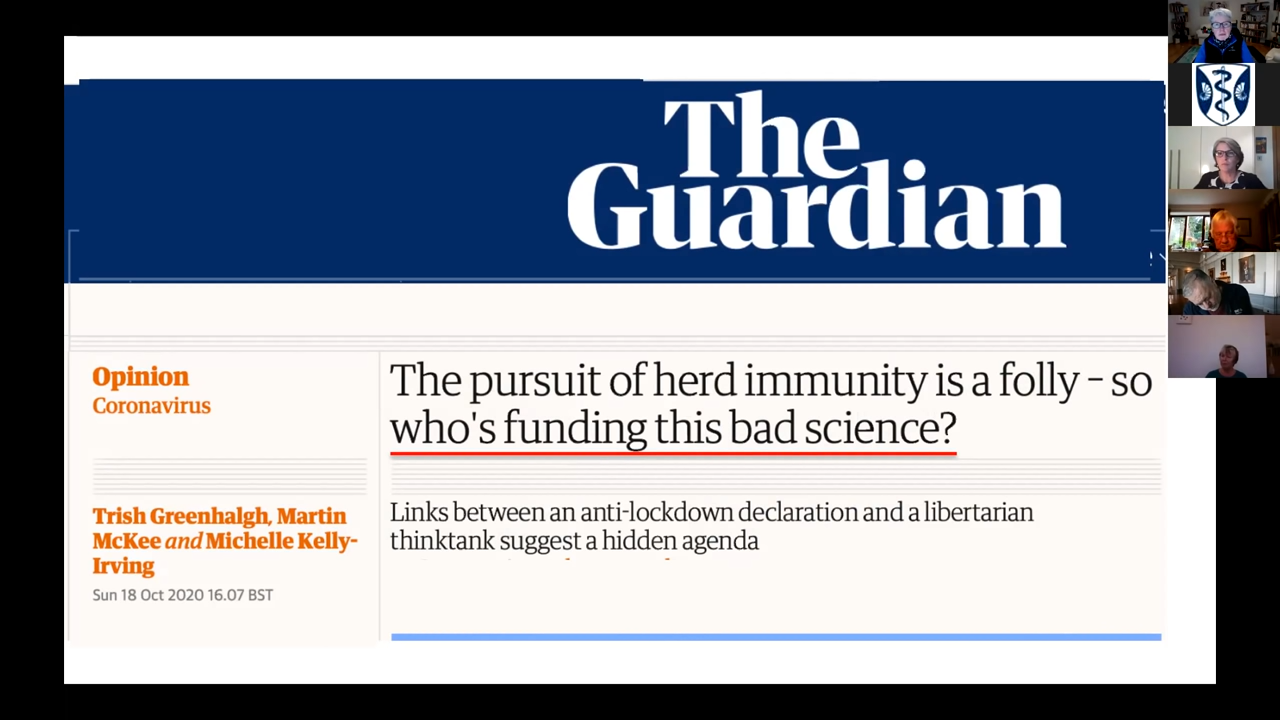 The
Guardian
Opinion
Coronavirus
The pursuit of herd immunity is a folly – so
who's funding this bad science?
Trish Greenhalgh, Martin
McKee and Michelle Kelly-
Irving
Sun 18 Oct 2020 16.07 BST
Links between an anti-lockdown declaration and a libertarian
thinktank suggest a hidden agenda